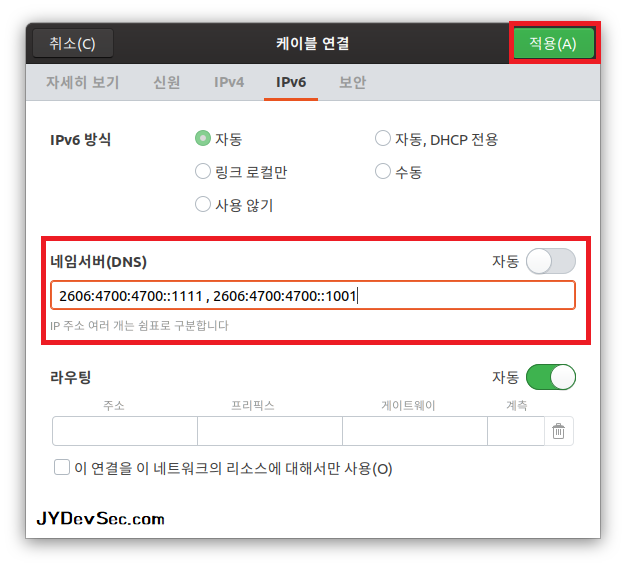 취소(C) 케이블 연결 적용(A)
자세히 보기 신원 IPv4 IPv6 보안
IPv6 방식 자동 자동, DHCP 전용
링크 로컬만 수동
사용 않기
네임서버(DNS) 자동
2606:4700:4700::1111 , 2606:4700:4700::1001
IP 주소 여러 개는 쉼표로 구분합니다
라우팅 자동
주소 프리픽스 게이트웨이 계측
이 연결을 이 네트워크의 리소스에 대해서만 사용(O)
JYDevSec.com